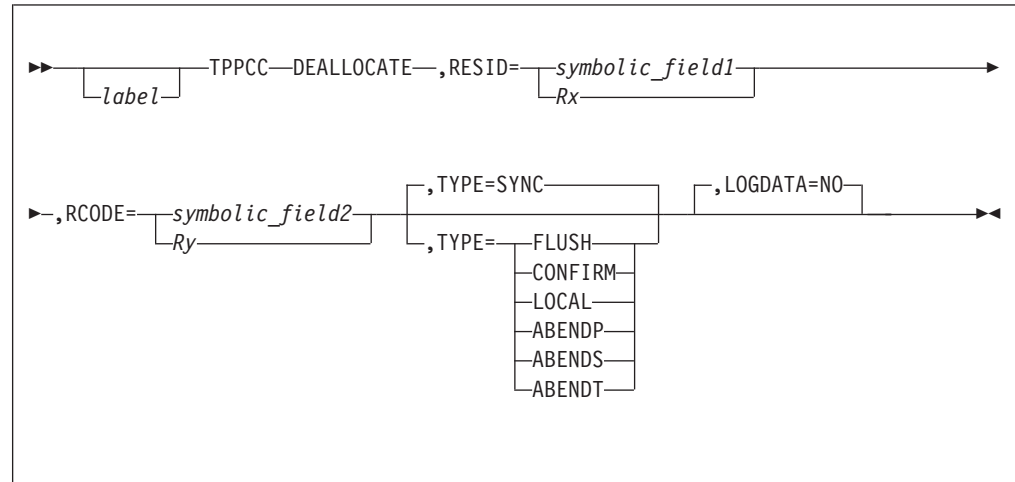 TPPCC DEALLOCATE ,RESID= symbolic_field1
label Rx
,TYPE=SYNC ,LOGDATA=NO
,RCODE= symbolic_field2
Ry ,TYPE= FLUSH
CONFIRM
LOCAL
ABENDP
ABENDS
ABENDT